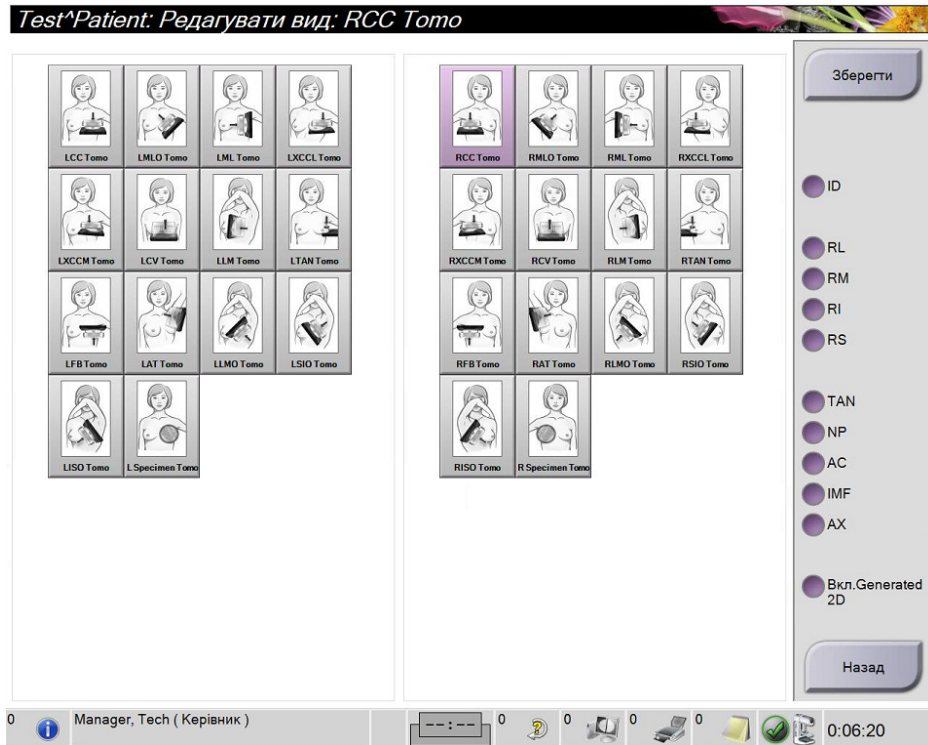 Test^Patient: Редагувати вид: RCC Tomo
LCC Tomo LMLO Tomo LML Tomo LXCCL Tomo
LXCCM Tomo LCV Tomo LLM Tomo LTAN Tomo
LFB Tomo LAT Tomo LLMO Tomo LSIO Tomo
LISO Tomo L Specimen Tomo
RCC Tomo RMLO Tomo RML Tomo RXCCL Tomo
RXCCM Tomo RCV Tomo RLM Tomo RTAN Tomo
RFB Tomo RAT Tomo RLMO Tomo RSIO Tomo
RISO Tomo R Specimen Tomo
Зберегти
ID
RL
RM
RI
RS
TAN
NP
AC
IMF
AX
Вкл.Generated
2D
Назад
0 Manager, Tech ( Керівник ) --:-- 0 0 0 0 0:06:20